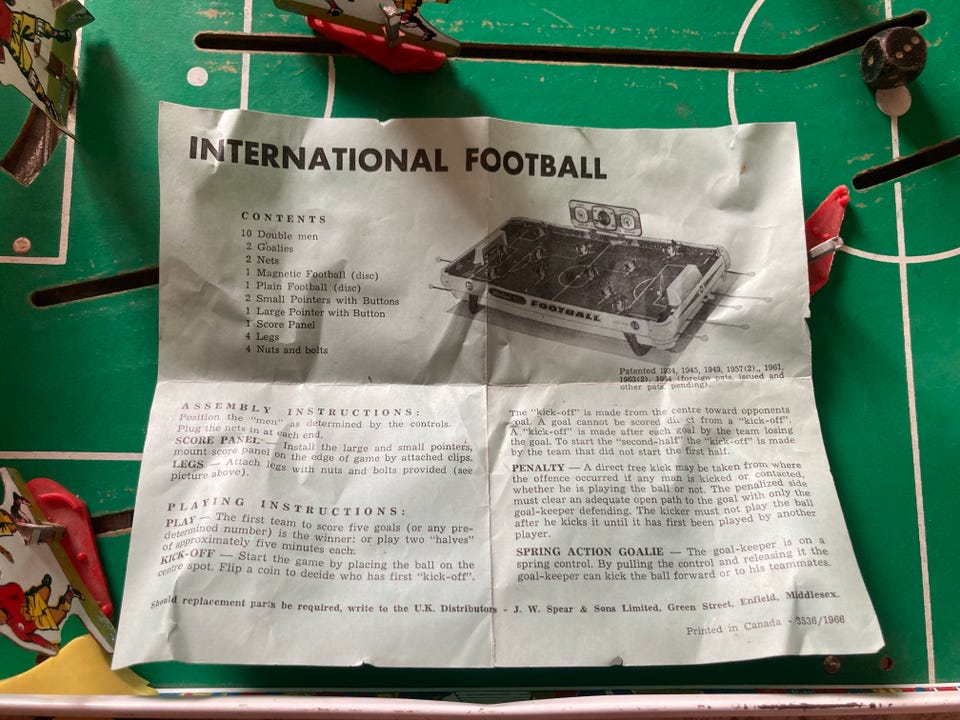 INTERNATIONAL FOOTBALL
CONTENTS
10 Double men
2 Goalies
2 Nets
1 Magnetic Football (disc)
1 Plain Football (disc)
2 Small Pointers with Buttons
1 Large Pointer with Button
1 Score Panel
4 Legs
4 Nuts and bolts
FOOTBALL
Patented 1934, 1945, 1949, 1957(2)., 1961,
1963(2), 1964 (foreign pats. issued and
other pats. pending).
ASSEMBLY INSTRUCTIONS:
Position the "men" as determined by the controls.
Plug the nets in at each end.
SCORE PANEL — Install the large and small pointers,
mount score panel on the edge of game by attached clips.
LEGS — Attach legs with nuts and bolts provided (see
picture above).
PLAYING INSTRUCTIONS:
PLAY — The first team to score five goals (or any pre-
determined number) is the winner: or play two "halves"
of approximately five minutes each.
KICK-OFF — Start the game by placing the ball on the
centre spot. Flip a coin to decide who has first "kick-off".
The "kick-off" is made from the centre toward opponents
goal. A goal cannot be scored direct from a "kick-off".
A "kick-off" is made after each goal by the team losing
the goal. To start the "second-half" the "kick-off" is made
by the team that did not start the first half.
PENALTY — A direct free kick may be taken from where
the offence occurred if any man is kicked or contacted,
whether he is playing the ball or not. The penalized side
must clear an adequate open path to the goal with only the
goal-keeper defending. The kicker must not play the ball
after he kicks it until it has first been played by another
player.
SPRING ACTION GOALIE — The goal-keeper is on a
spring control. By pulling the control and releasing it the
goal-keeper can kick the ball forward or to his teammates.
Should replacement parts be required, write to the U.K. Distributors - J. W. Spear & Sons Limited, Green Street, Enfield, Middlesex.
Printed in Canada - 3536/1966